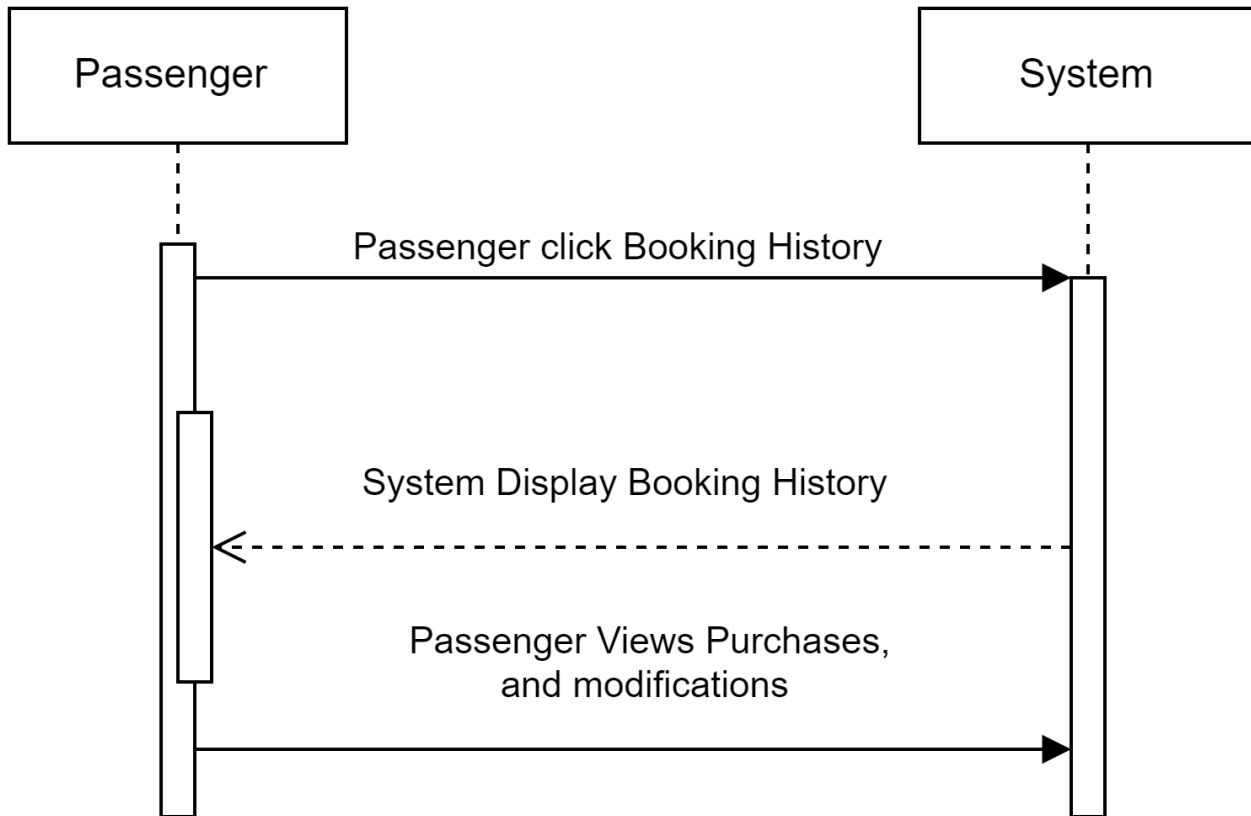 Passenger
System
Passenger click Booking History
System Display Booking History
Passenger Views Purchases,
and modifications